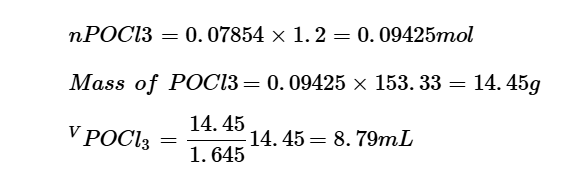 nPOCl3 = 0.07854 × 1.2 = 0.09425mol
Mass of POCl3 = 0.09425 × 153.33 = 14.45g
V POCl₃ = 14.45/1.645 14.45 = 8.79mL